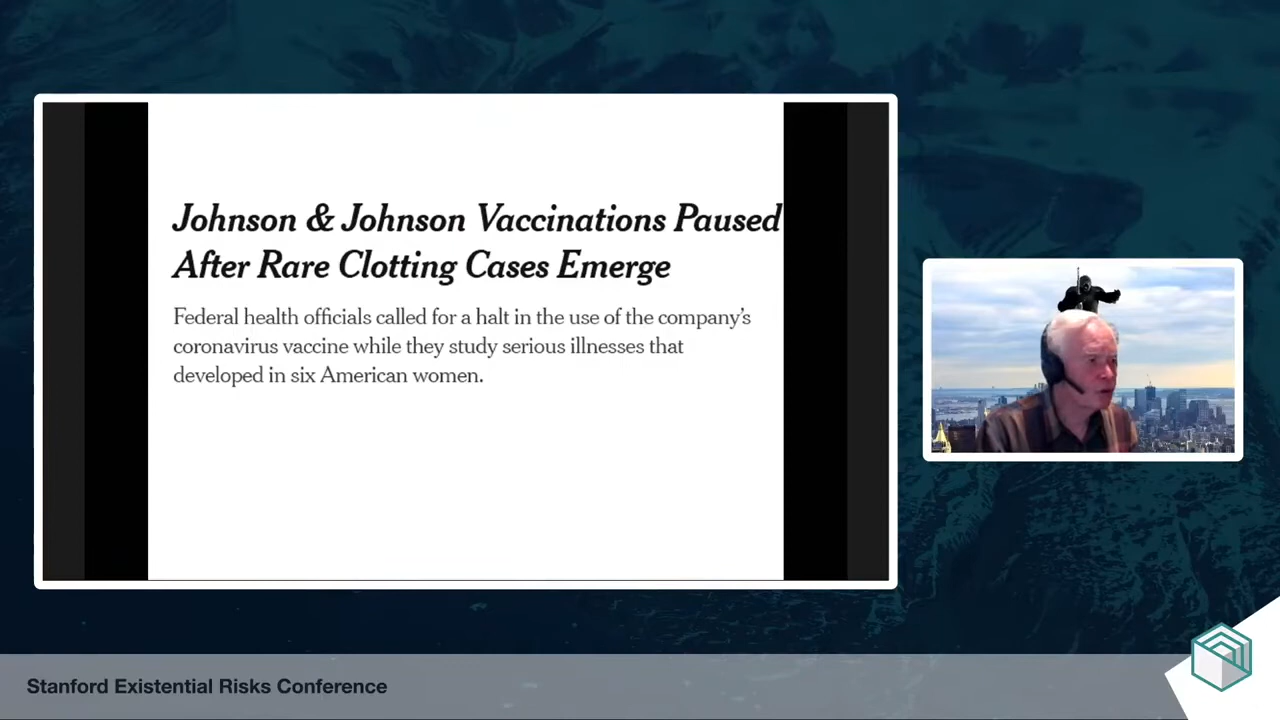 Johnson & Johnson Vaccinations Paused
After Rare Clotting Cases Emerge
Federal health officials called for a halt in the use of the company’s
coronavirus vaccine while they study serious illnesses that
developed in six American women.
Stanford Existential Risks Conference